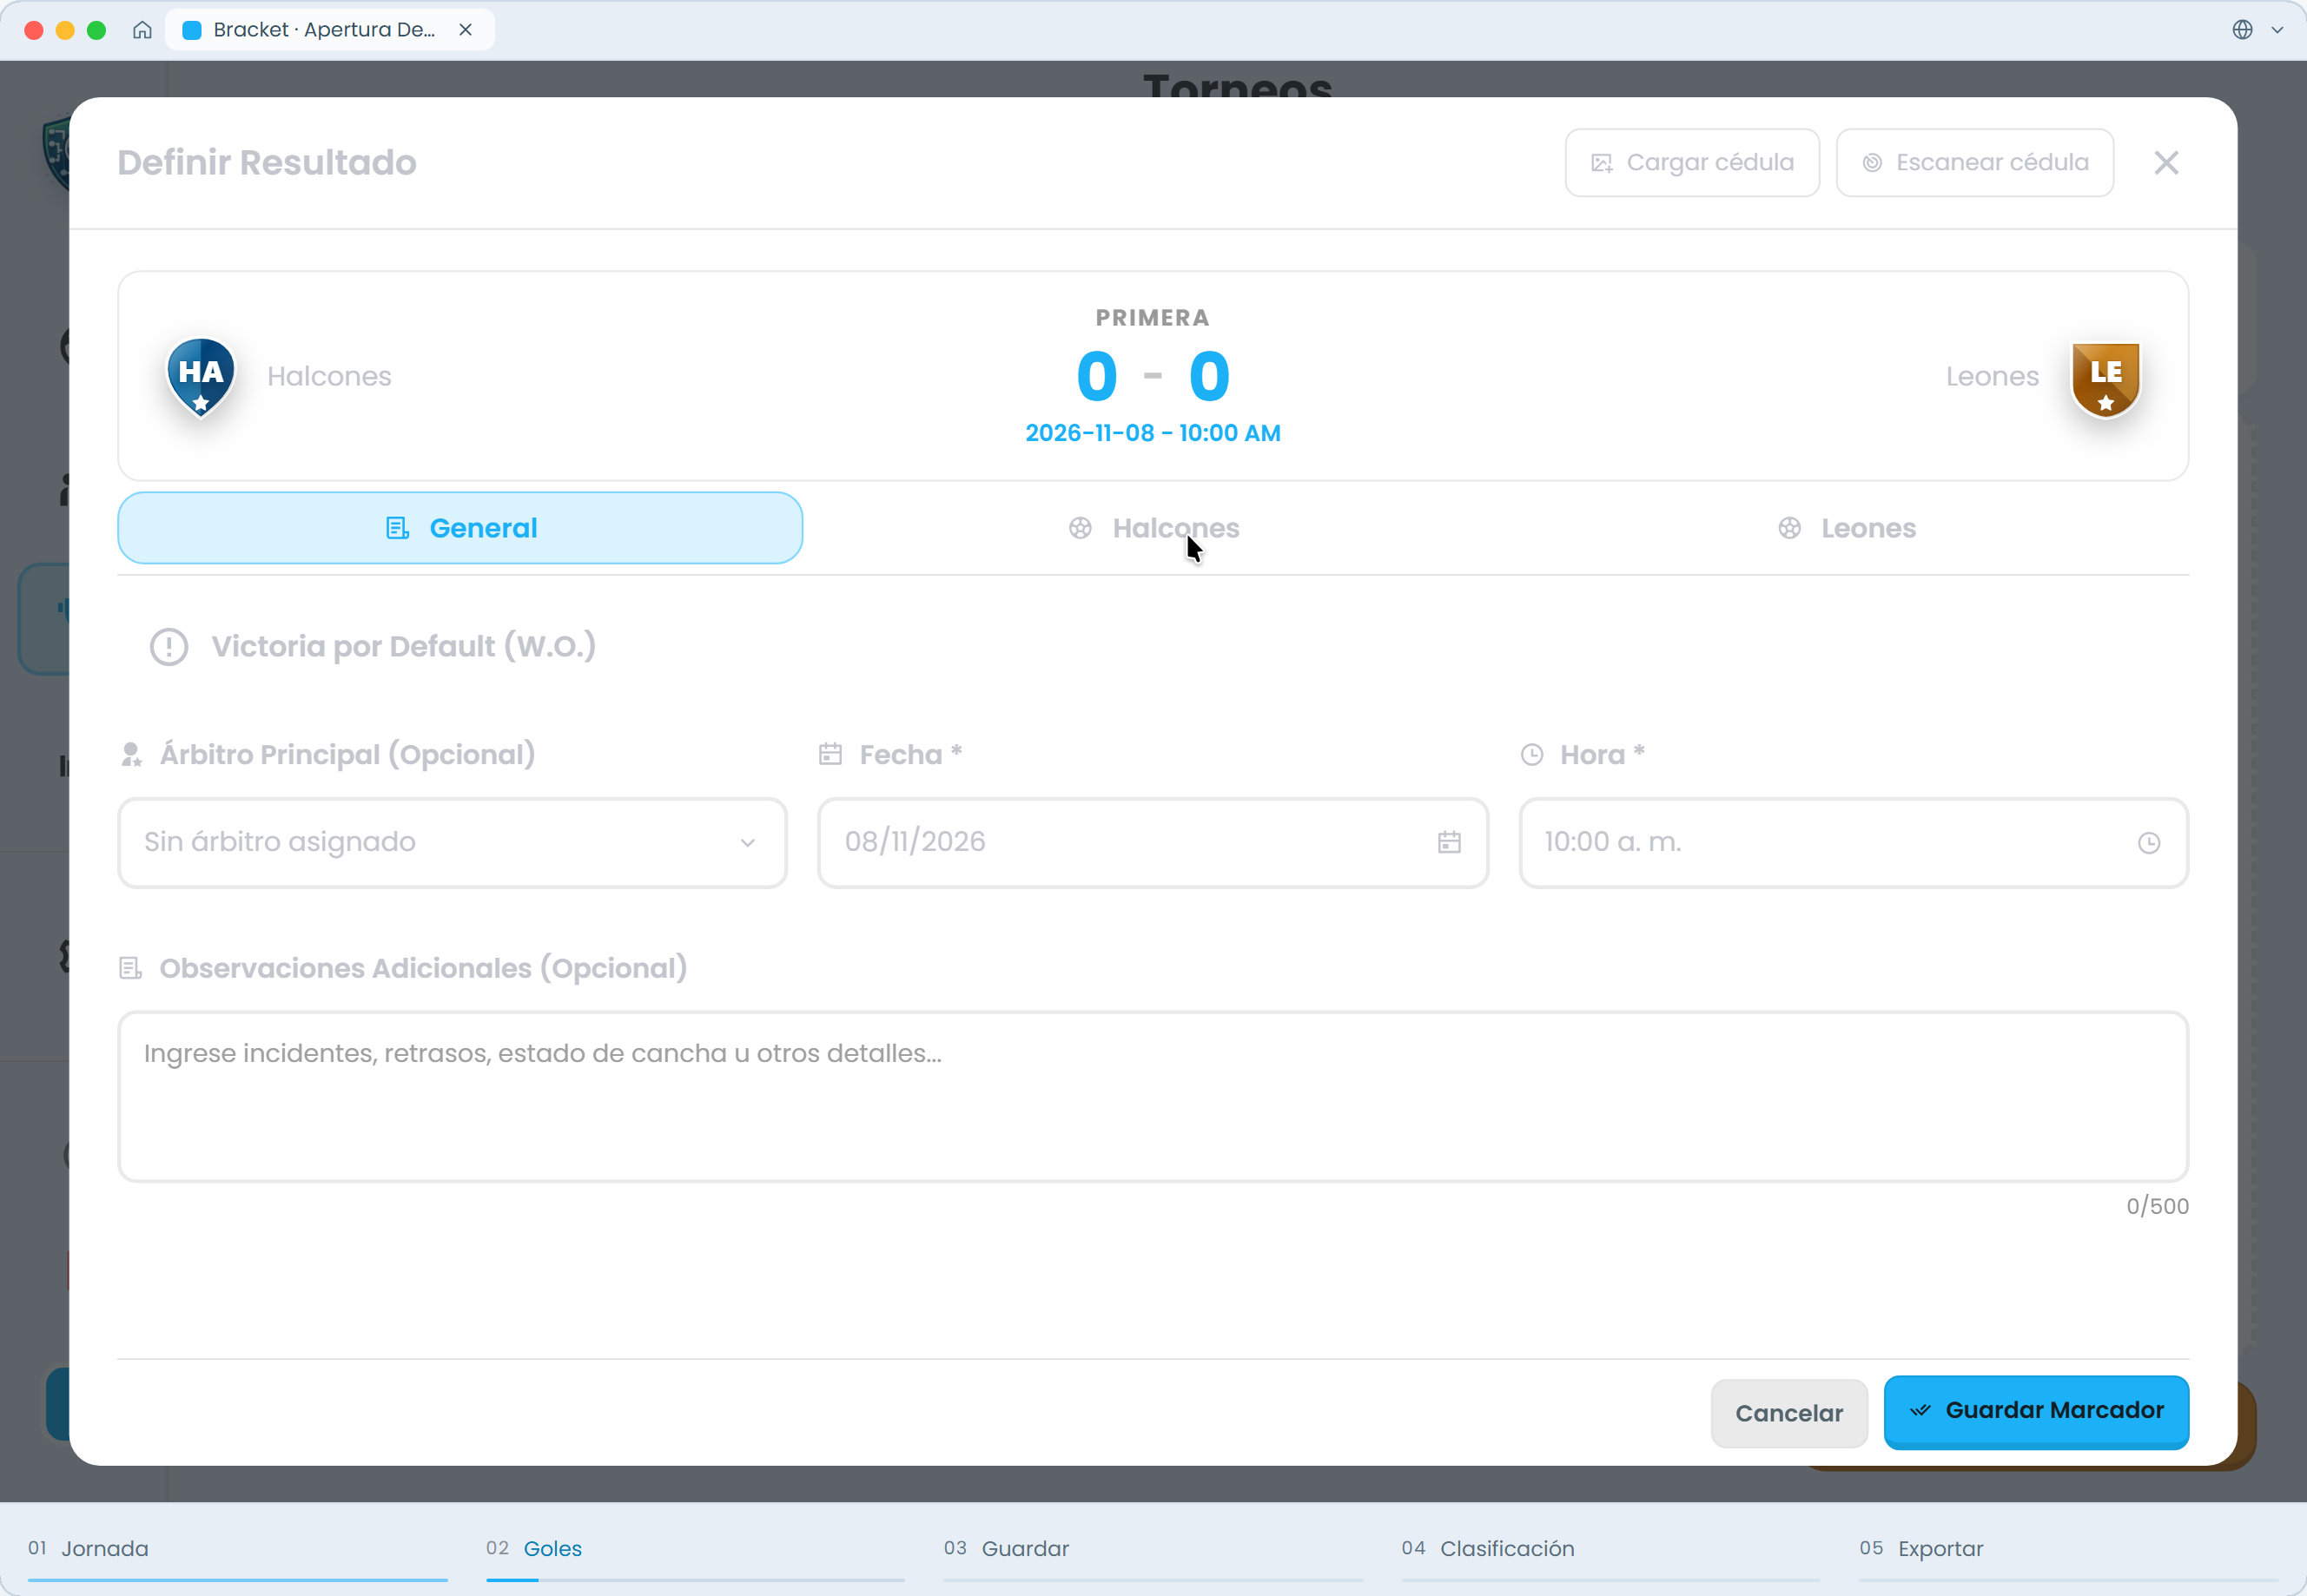 Bracket · Apertura De...
Torneos
Definir Resultado
Cargar cédula
Escanear cédula
PRIMERA
HA
Halcones
0 - 0
Leones
LE
2026-11-08 - 10:00 AM
General
Halcones
Leones
Victoria por Default (W.O.)
Árbitro Principal (Opcional)
Fecha *
Hora *
Sin árbitro asignado
08/11/2026
10:00 a. m.
Observaciones Adicionales (Opcional)
Ingrese incidentes, retrasos, estado de cancha u otros detalles...
0/500
Cancelar
Guardar Marcador
01 Jornada
02 Goles
03 Guardar
04 Clasificación
05 Exportar